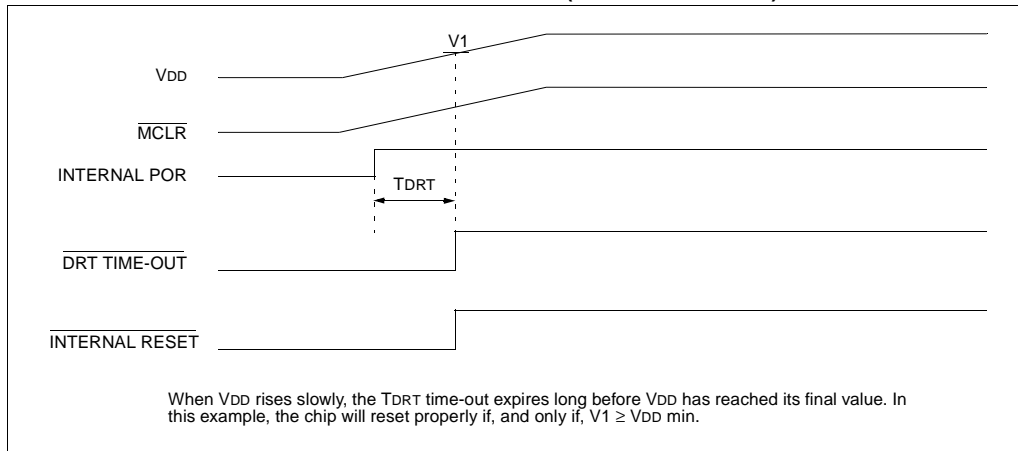 V1
VDD
MCLR
INTERNAL POR
TDRT
DRT TIME-OUT
INTERNAL RESET
When VDD rises slowly, the TDRT time-out expires long before VDD has reached its final value. In
this example, the chip will reset properly if, and only if, V1 ≥ VDD min.